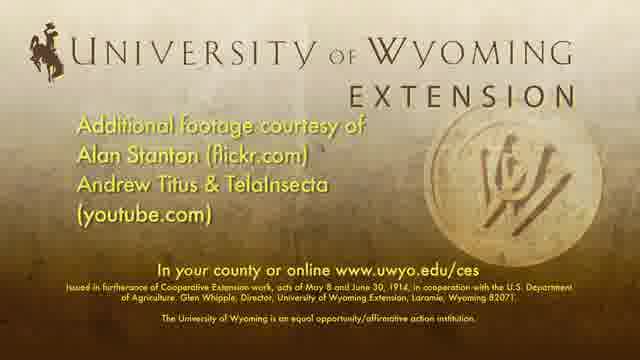 UNIVERSITY OF WYOMING
EXTENSION
Additional footage courtesy of
Alan Stanton (flickr.com)
Andrew Titus & TelaInsecta
(youtube.com)
In your county or online www.uwyo.edu/ces
Issued in furtherance of Cooperative Extension work, acts of May 8 and June 30, 1914, in cooperation with the U.S. Department
of Agriculture. Glen Whipple, Director, University of Wyoming Extension, Laramie, Wyoming 82071.
The University of Wyoming is an equal opportunity/affirmative action institution.